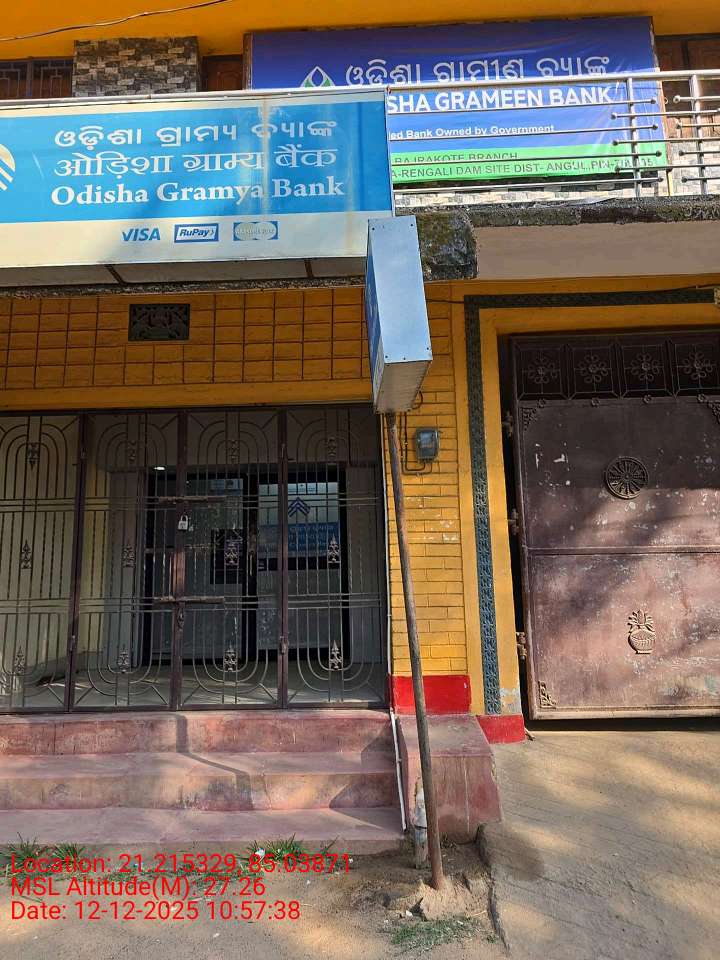 ଓଡ଼ିଶା ଗ୍ରାମୀଣ ବ୍ୟାଙ୍କ
SHA GRAMEEN BANK
ed Bank Owned by Government
BAJRAKOTE BRANCH
A-RENGALI DAM SITE DIST- ANGUL,PIN-
ଓଡ଼ିଶା ଗ୍ରାମ୍ୟ ବ୍ୟାଙ୍କ
ओड़िशा ग्राम्य बैंक
Odisha Gramya Bank
VISA RuPay
Location: 21.215329 85.03871
MSL Altitude(M): 27.26
Date: 12-12-2025 10:57:38